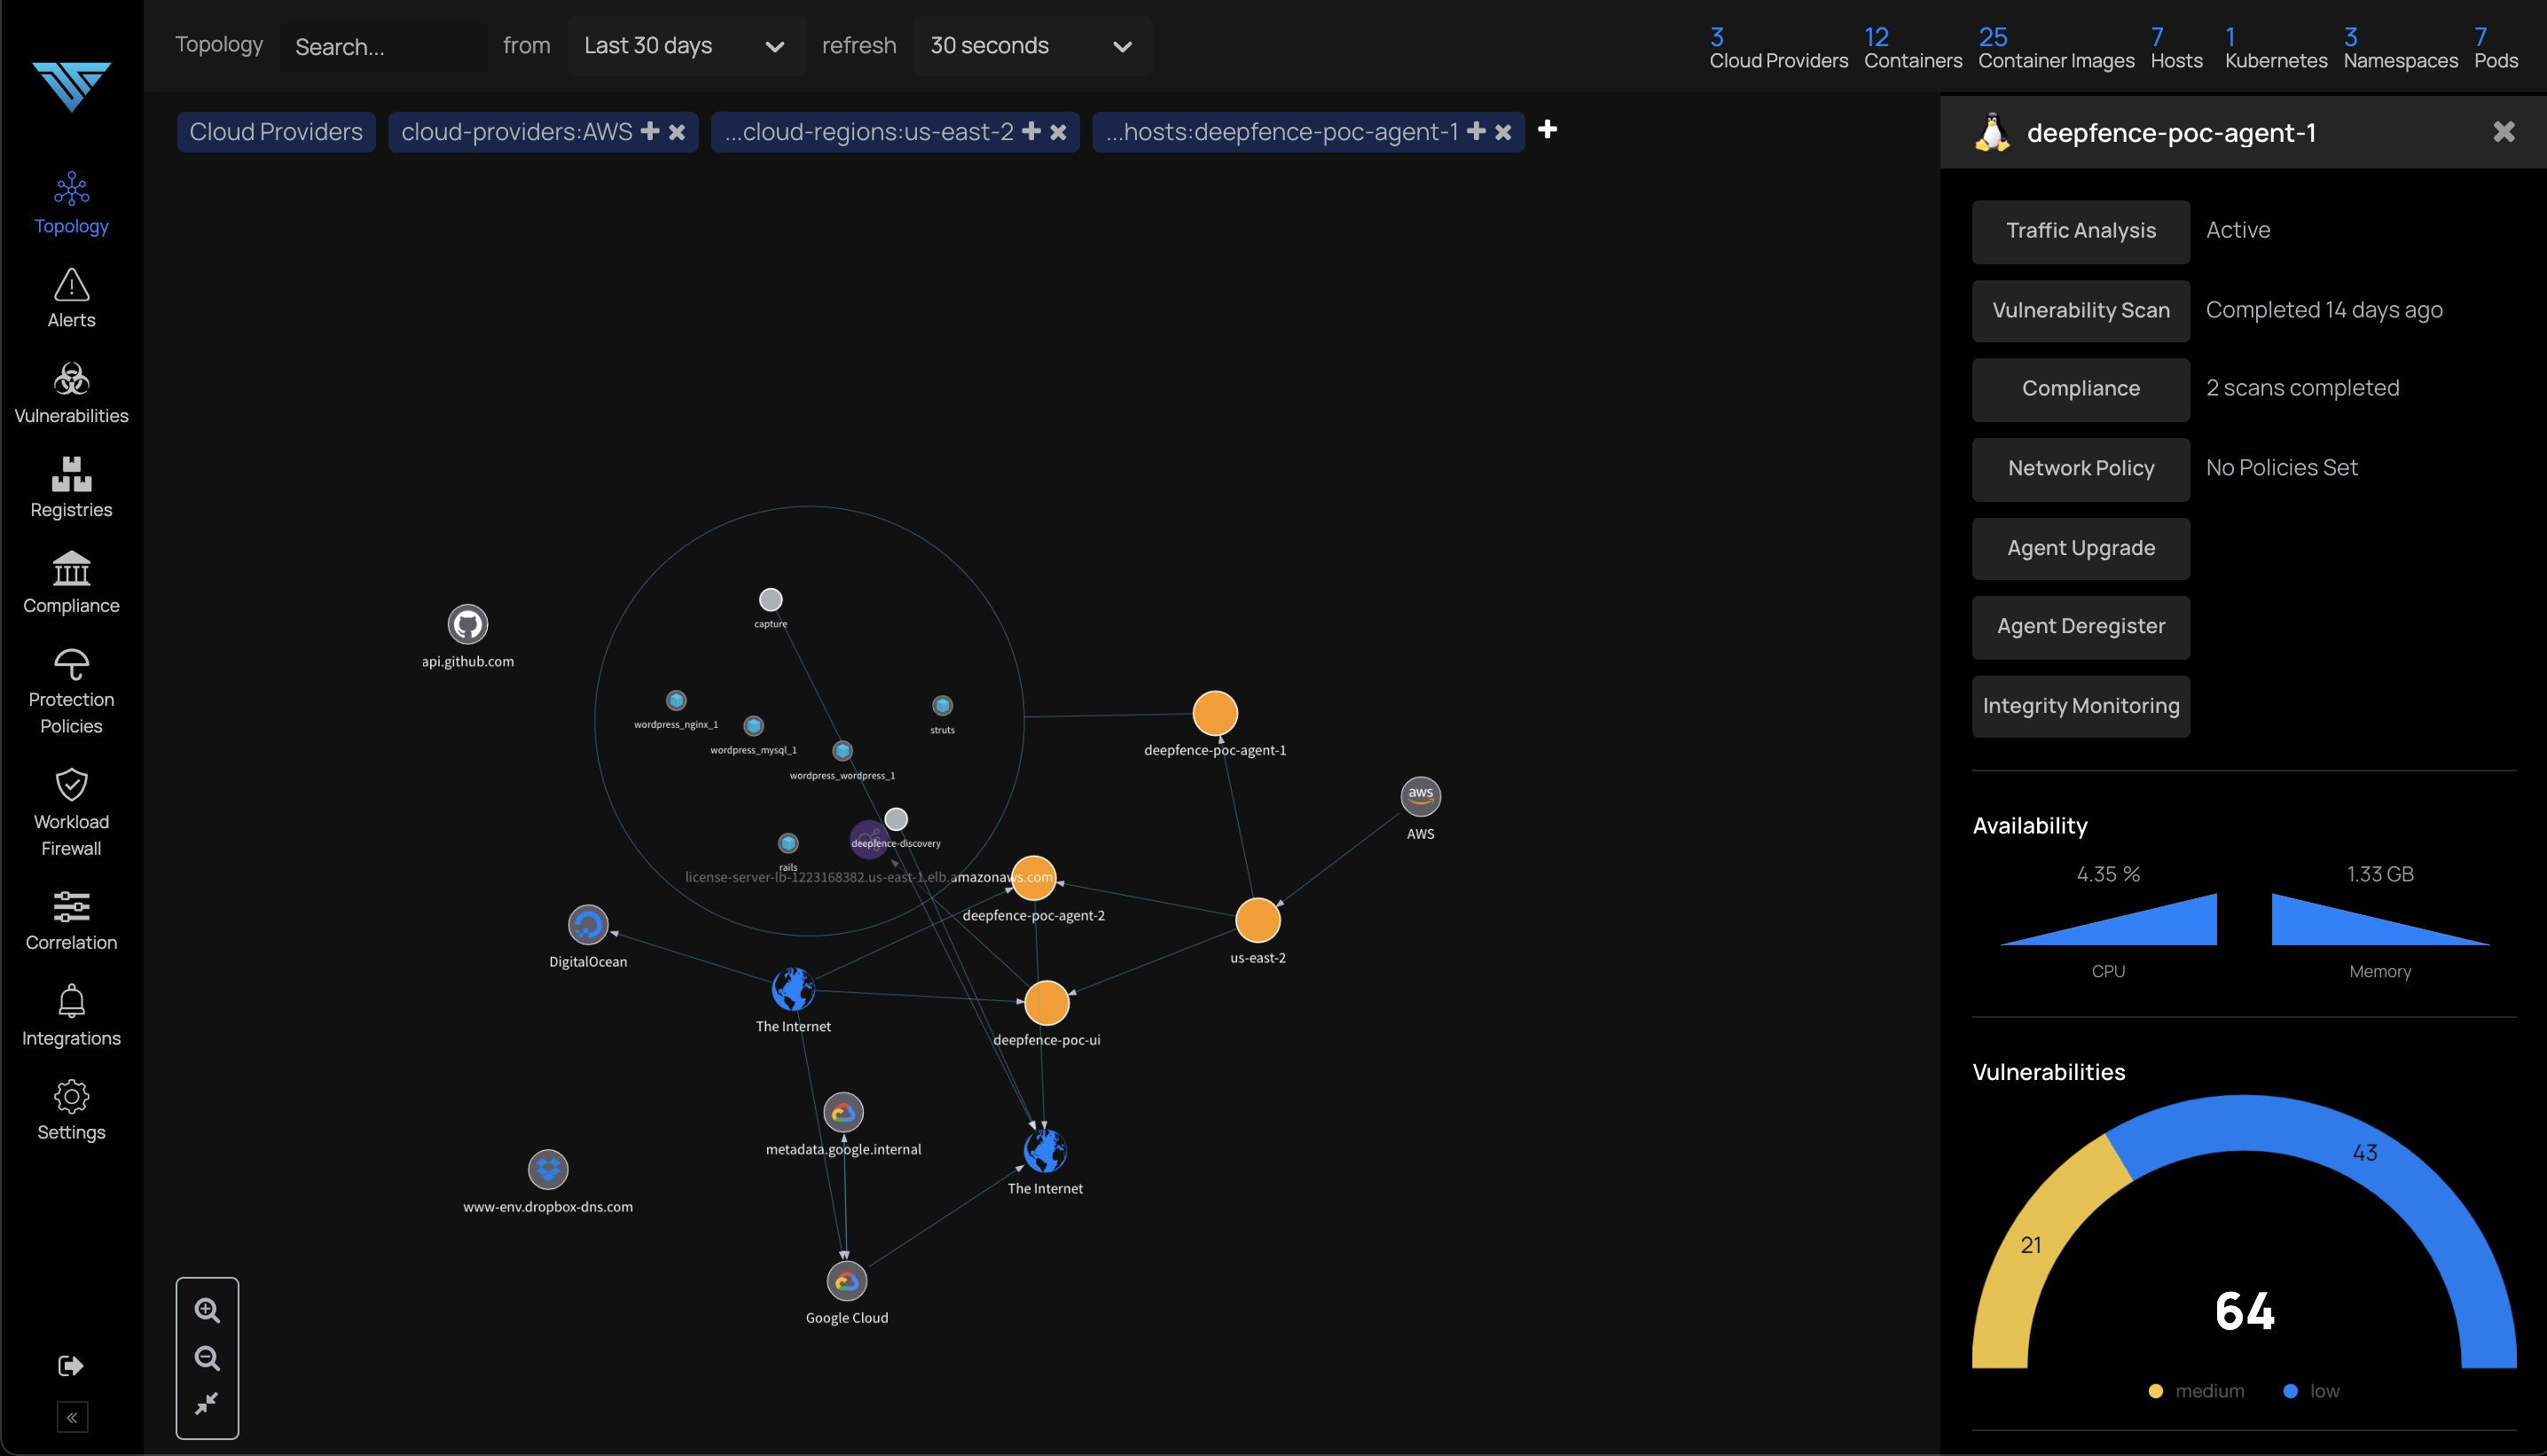 Topology
Search...
from
Last 30 days
refresh
30 seconds
3
Cloud Providers
12
Containers
25
Container Images
7
Hosts
1
Kubernetes
3
Namespaces
7
Pods
Topology
Alerts
Vulnerabilities
Registries
Compliance
Protection
Policies
Workload
Firewall
Correlation
Integrations
Settings
«
Cloud Providers
cloud-providers:AWS
...cloud-regions:us-east-2
...hosts:deepfence-poc-agent-1
capture
api.github.com
wordpress_nginx_1
wordpress_mysql_1
struts
wordpress_wordpress_1
deepfence-poc-agent-1
aws
AWS
deepfence-discovery
rails
license-server-lb-1223168382.us-east-1.elb.amazonaws.com
deepfence-poc-agent-2
us-east-2
DigitalOcean
The Internet
deepfence-poc-ui
metadata.google.internal
The Internet
www-env.dropbox-dns.com
Google Cloud
deepfence-poc-agent-1
Traffic Analysis
Active
Vulnerability Scan
Completed 14 days ago
Compliance
2 scans completed
Network Policy
No Policies Set
Agent Upgrade
Agent Deregister
Integrity Monitoring
Availability
4.35 %
1.33 GB
CPU
Memory
Vulnerabilities
43
21
64
medium
low